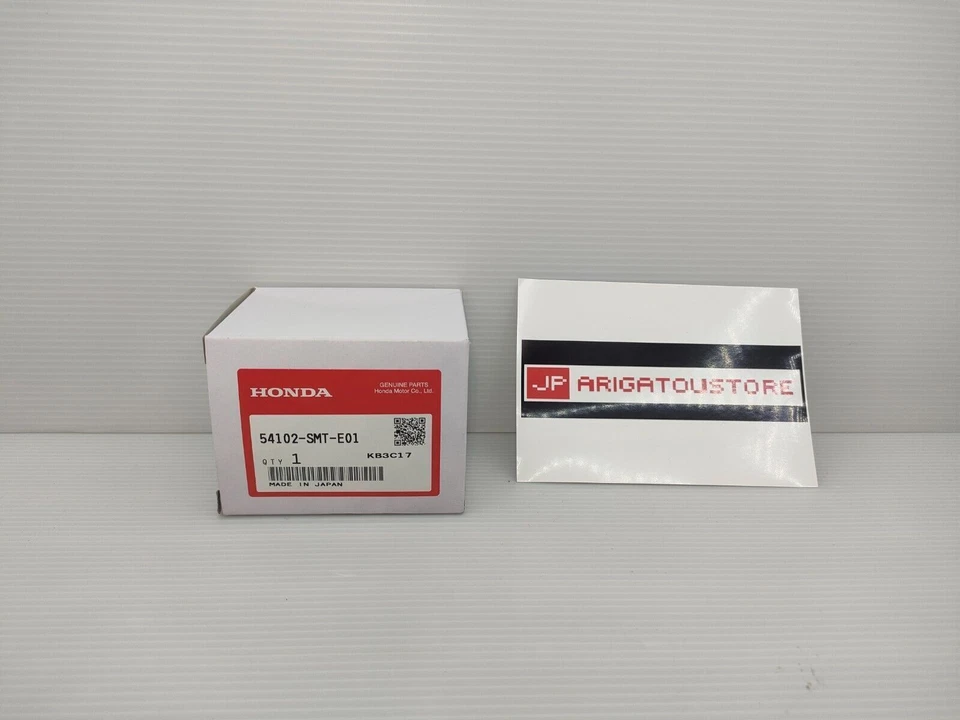 HONDA
GENUINE PARTS
Honda Motor Co., Ltd.
54102-SMT-E01
QTY 1
KB3C17
MADE IN JAPAN
JP ARIGATOUSTORE